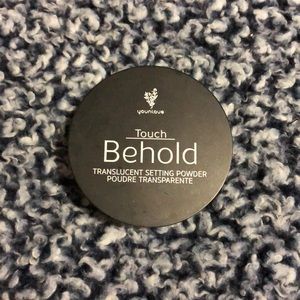 younique
Touch
Behold
TRANSLUCENT SETTING POWDER
POUDRE TRANSPARENTE